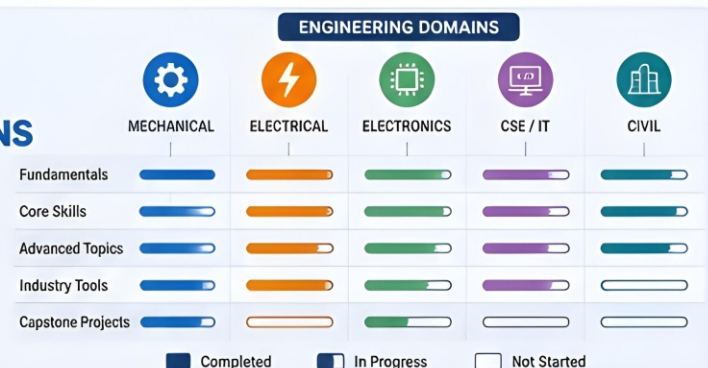 ENGINEERING DOMAINS
NS
MECHANICAL ELECTRICAL ELECTRONICS CSE / IT CIVIL
Fundamentals
Core Skills
Advanced Topics
Industry Tools
Capstone Projects
Completed In Progress Not Started